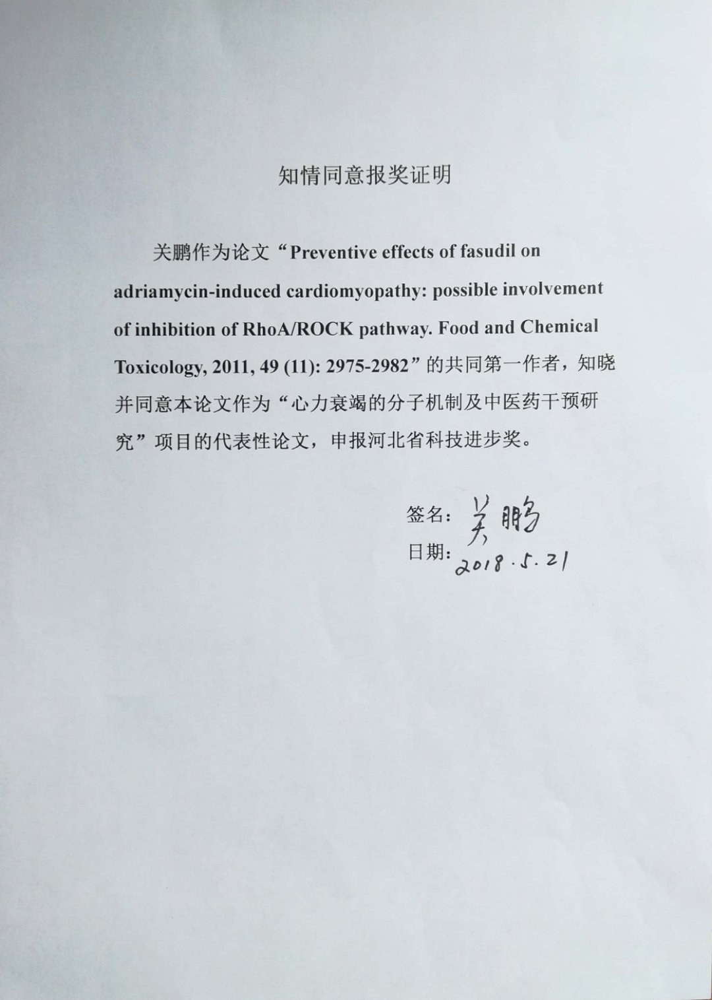 知情同意报奖证明
关鹏作为论文“Preventive effects of fasudil on
adriamycin-induced cardiomyopathy: possible involvement
of inhibition of RhoA/ROCK pathway. Food and Chemical
Toxicology, 2011, 49 (11): 2975-2982”的共同第一作者，知晓
并同意本论文作为“心力衰竭的分子机制及中医药干预研
究”项目的代表性论文，申报河北省科技进步奖。
签名：关鹏
日期：2018.5.21